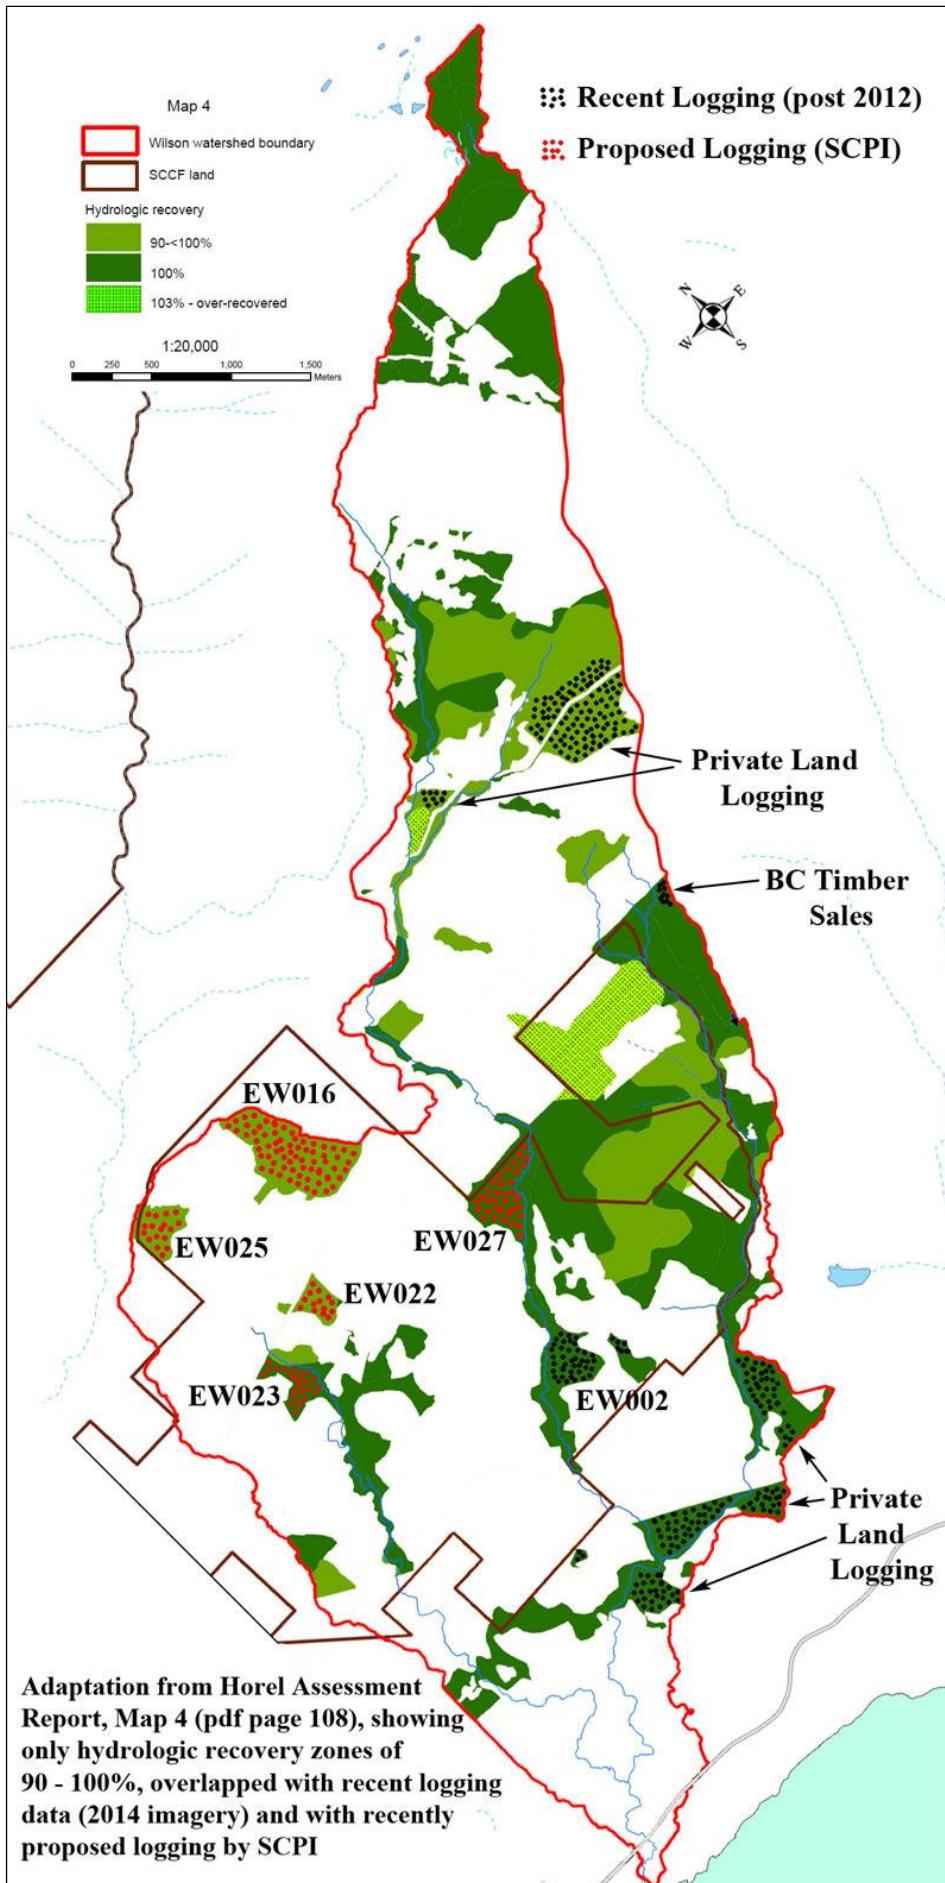 Map 4
Wilson watershed boundary
SCCF land
Hydrologic recovery
90-<100%
100%
103% - over-recovered
1:20,000
0 250 500 1,000 1,500
Meters
Recent Logging (post 2012)
Proposed Logging (SCPI)
N
E
W
S
Private Land
Logging
BC Timber
Sales
EW016
EW025
EW027
EW022
EW023
EW002
Private
Land
Logging
Adaptation from Horel Assessment
Report, Map 4 (pdf page 108), showing
only hydrologic recovery zones of
90 - 100%, overlapped with recent logging
data (2014 imagery) and with recently
proposed logging by SCPI